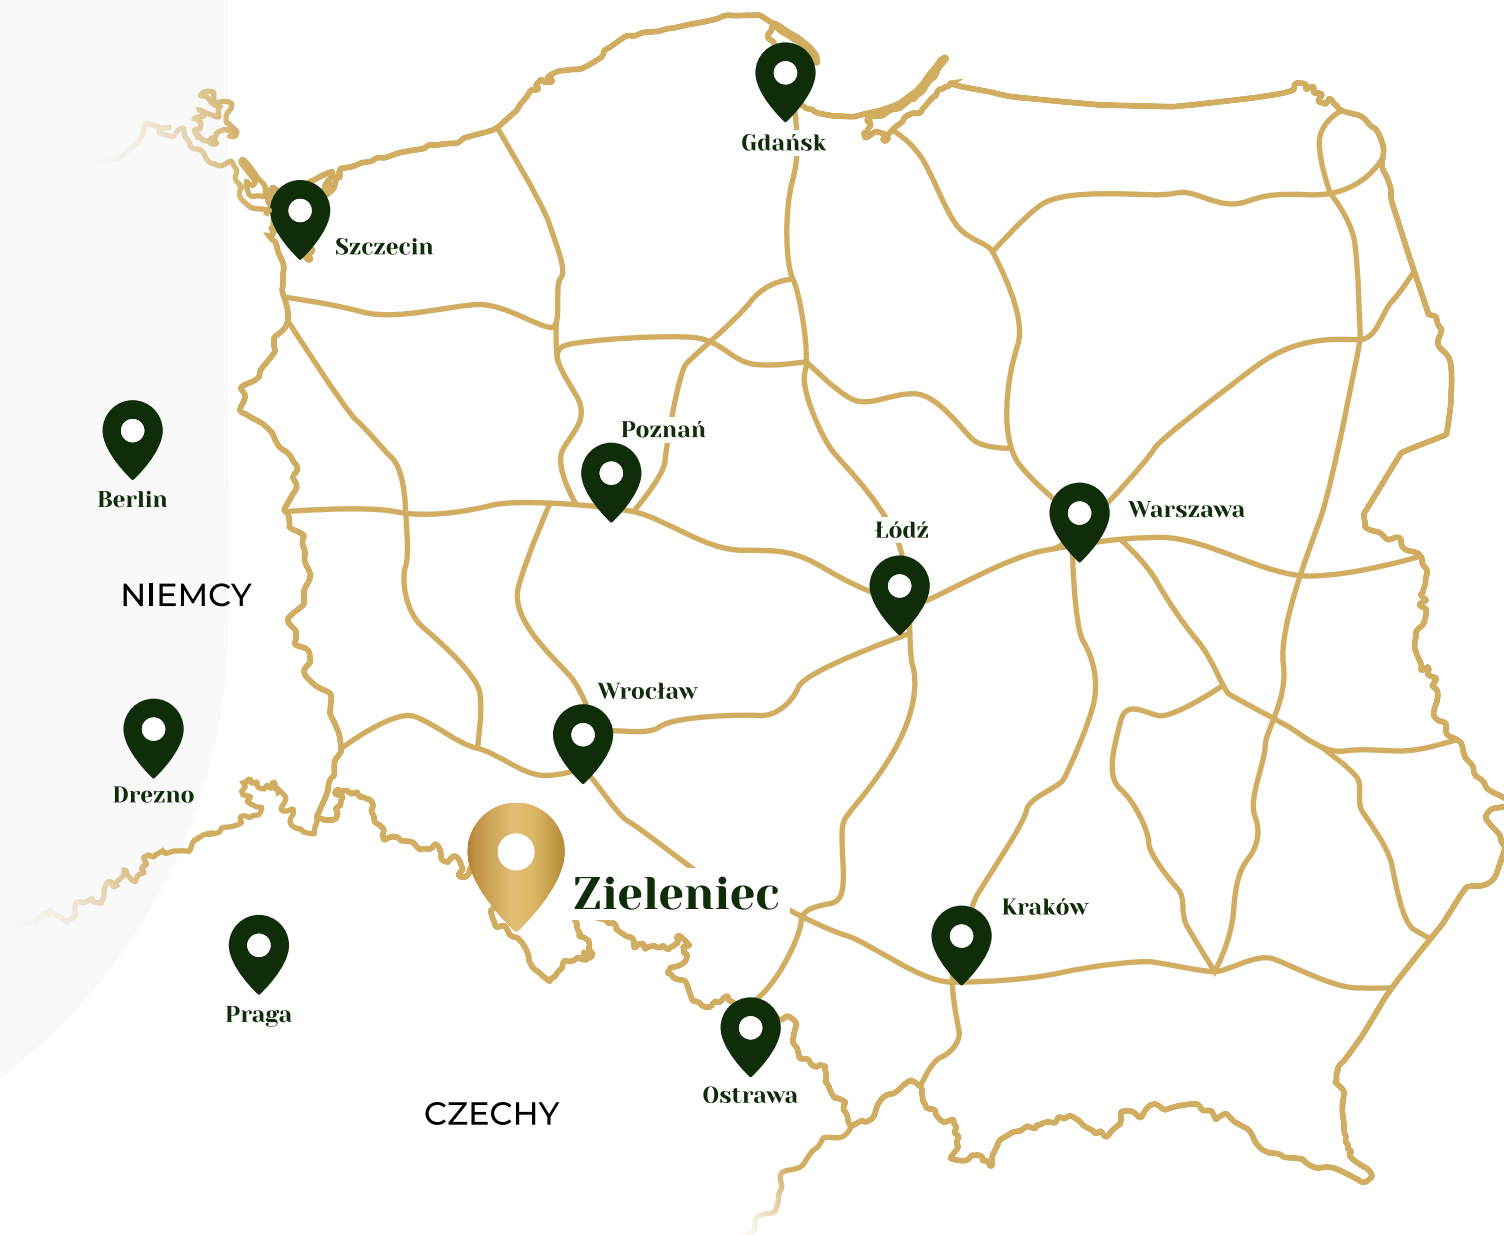 Gdańsk
Szczecin
Poznań
Berlin
Warszawa
Łódź
NIEMCY
Wrocław
Drezno
Zieleniec
Kraków
Praga
Ostrawa
CZECHY